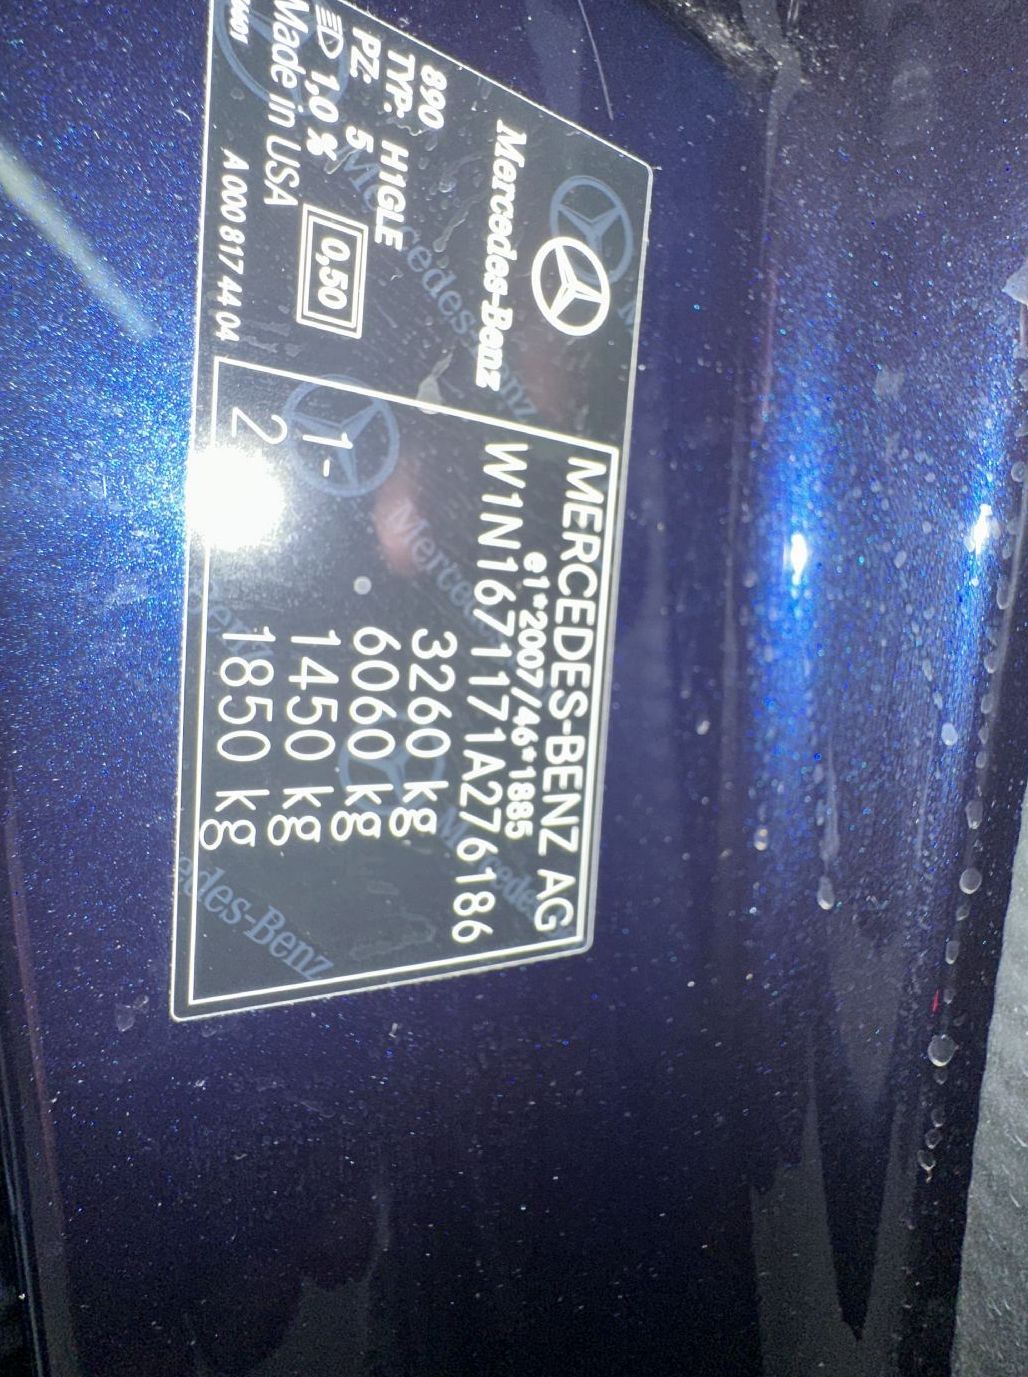 Mercedes-Benz
890
TYP: H1GLE
PZ: 5
1,0 % 0,50
Made in USA
A 000 817 44 04
MERCEDES-BENZ AG
e1*2007/46*1885
W1N1671171A276186
3260 kg
6060 kg
1- 1450 kg
2 1850 kg